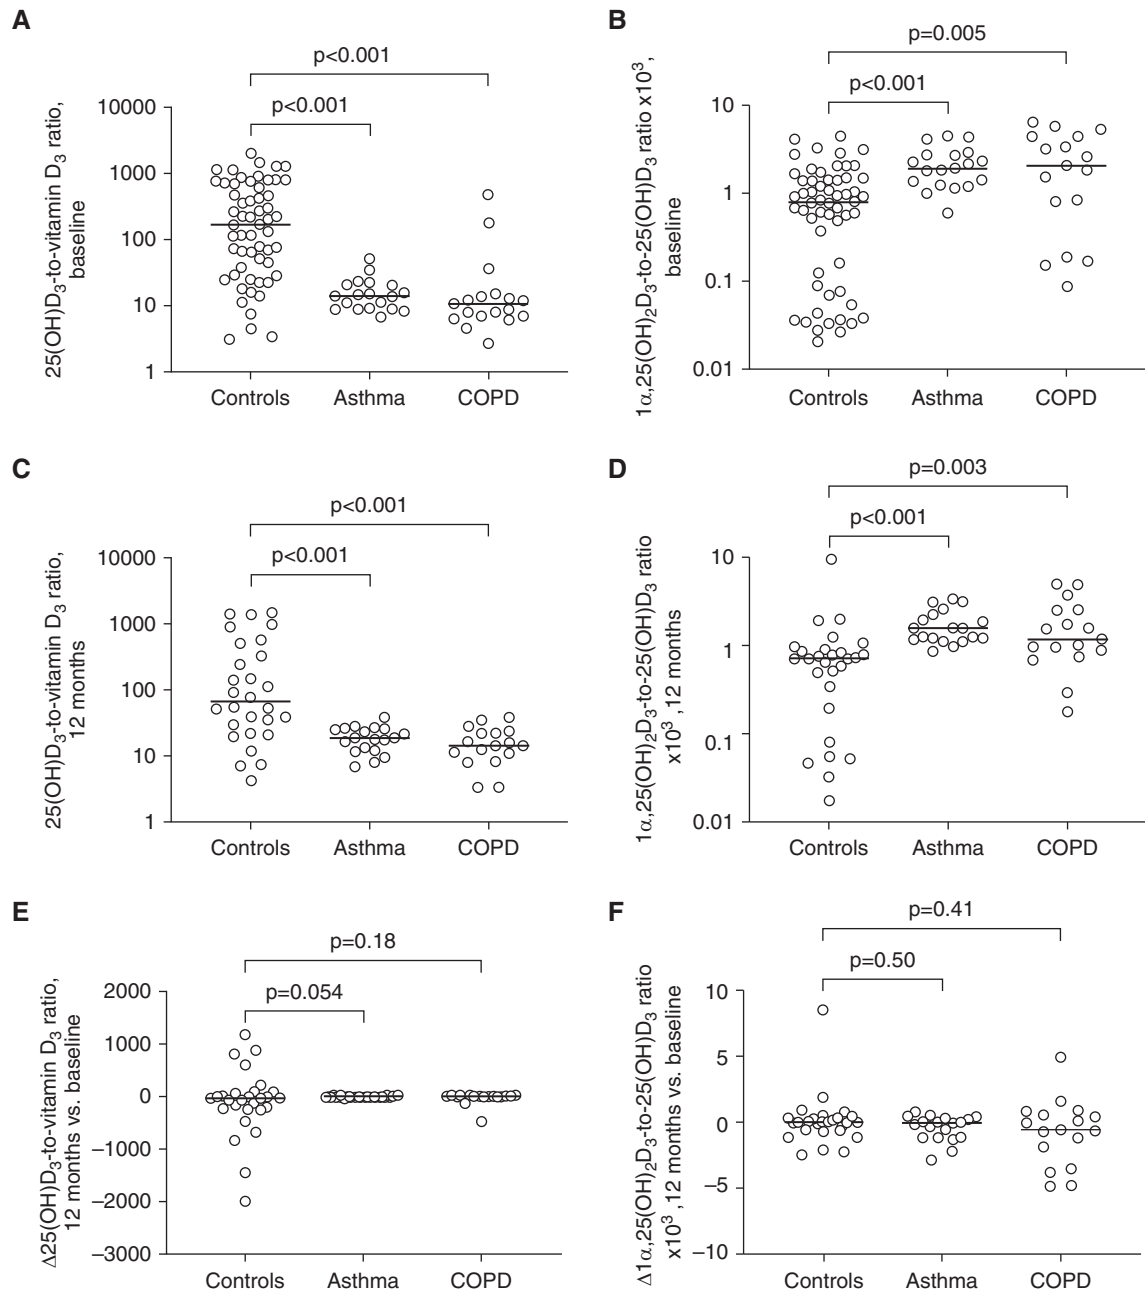 A
p<0.001
p<0.001
25(OH)D3-to-vitamin D3 ratio,
baseline
10000
1000
100
10
1
Controls Asthma COPD
B
p=0.005
p<0.001
1α,25(OH)2D3-to-25(OH)D3 ratio x10³,
baseline
10
1
0.1
0.01
Controls Asthma COPD
C
p<0.001
p<0.001
25(OH)D3-to-vitamin D3 ratio,
12 months
10000
1000
100
10
1
Controls Asthma COPD
D
p=0.003
p<0.001
1α,25(OH)2D3-to-25(OH)D3 ratio
x10³ ,12 months
10
1
0.1
0.01
Controls Asthma COPD
E
p=0.18
p=0.054
Δ25(OH)D3-to-vitamin D3 ratio,
12 months vs. baseline
2000
1000
0
–1000
–2000
–3000
Controls Asthma COPD
F
p=0.41
p=0.50
Δ1α,25(OH)2D3-to-25(OH)D3 ratio
x10³ ,12 months vs. baseline
10
5
0
–5
–10
Controls Asthma COPD